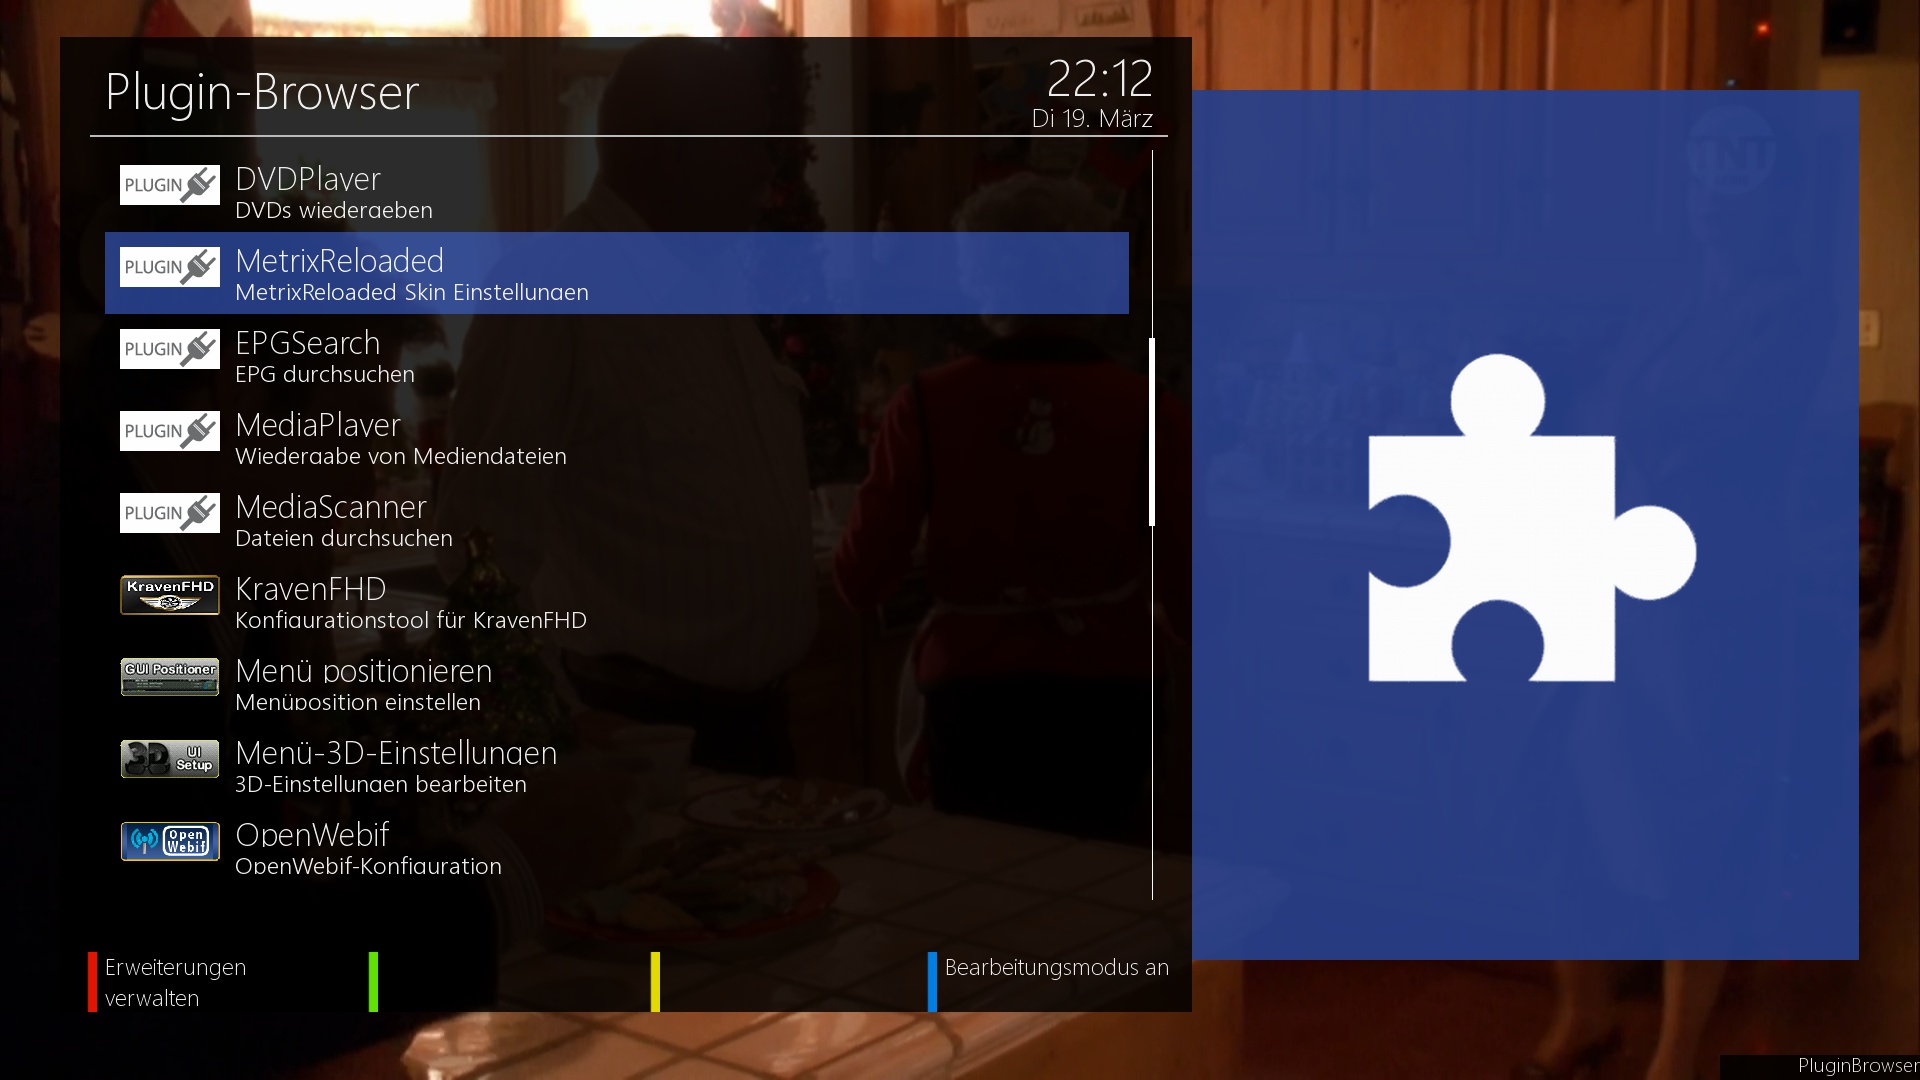 Plugin-Browser
22:12
Di 19. März
PLUGIN
DVDPlayer
DVDs wiedergeben
PLUGIN
MetrixReloaded
MetrixReloaded Skin Einstellungen
PLUGIN
EPGSearch
EPG durchsuchen
PLUGIN
MediaPlayer
Wiedergabe von Mediendateien
PLUGIN
MediaScanner
Dateien durchsuchen
KravenFHD
KravenFHD
Konfigurationstool für KravenFHD
GUI Positioner
Menü positionieren
Menüposition einstellen
3D UI
Setup
Menü-3D-Einstellungen
3D-Einstellungen bearbeiten
Open
Webif
OpenWebif
OpenWebif-Konfiguration
Erweiterungen
verwalten
Bearbeitungsmodus an
TNT
PluginBrowser